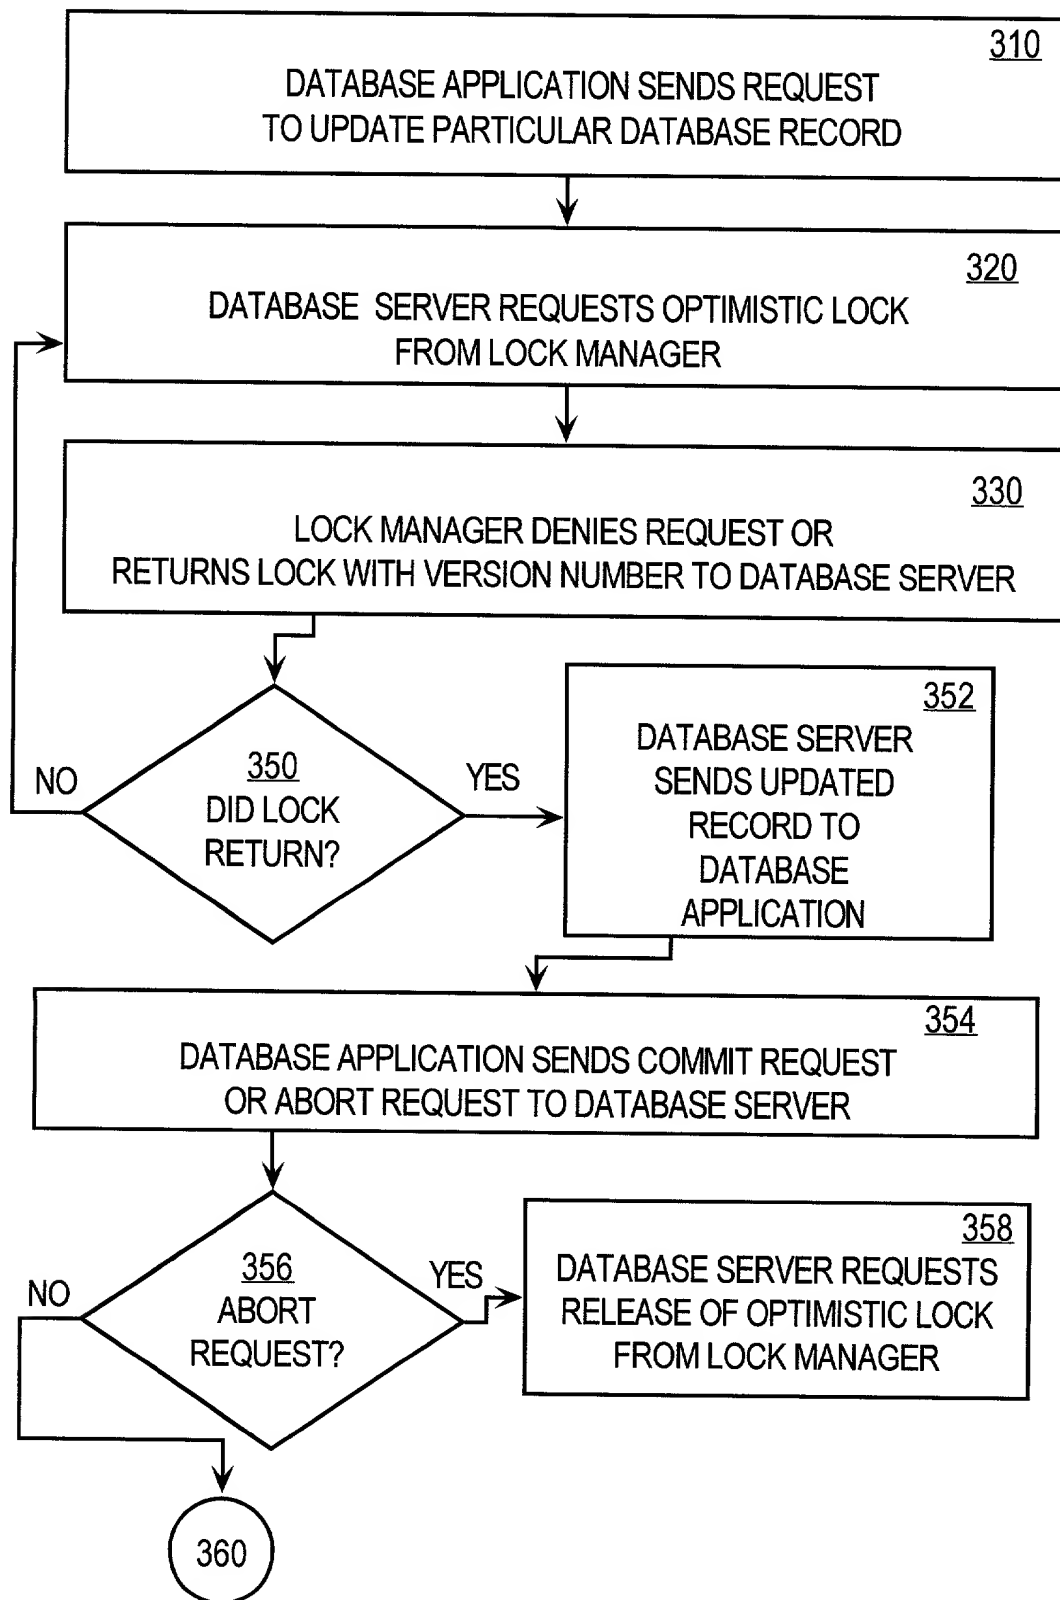 310
DATABASE APPLICATION SENDS REQUEST
TO UPDATE PARTICULAR DATABASE RECORD
320
DATABASE SERVER REQUESTS OPTIMISTIC LOCK
FROM LOCK MANAGER
330
LOCK MANAGER DENIES REQUEST OR
RETURNS LOCK WITH VERSION NUMBER TO DATABASE SERVER
NO
350
DID LOCK
RETURN?
YES
352
DATABASE SERVER
SENDS UPDATED
RECORD TO
DATABASE
APPLICATION
354
DATABASE APPLICATION SENDS COMMIT REQUEST
OR ABORT REQUEST TO DATABASE SERVER
NO
356
ABORT
REQUEST?
YES
358
DATABASE SERVER REQUESTS
RELEASE OF OPTIMISTIC LOCK
FROM LOCK MANAGER
360